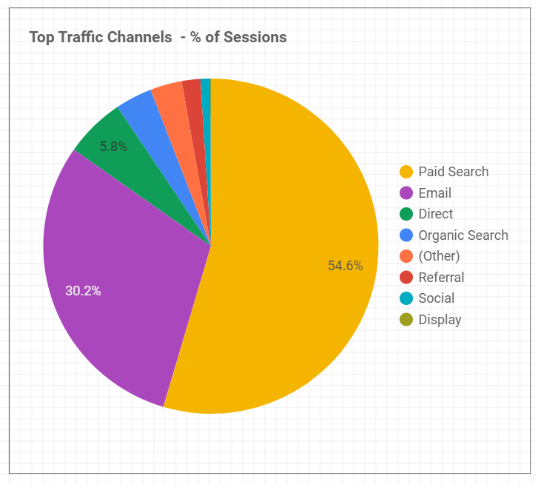 Top Traffic Channels - % of Sessions
5.8%
54.6%
30.2%
Paid Search
Email
Direct
Organic Search
(Other)
Referral
Social
Display